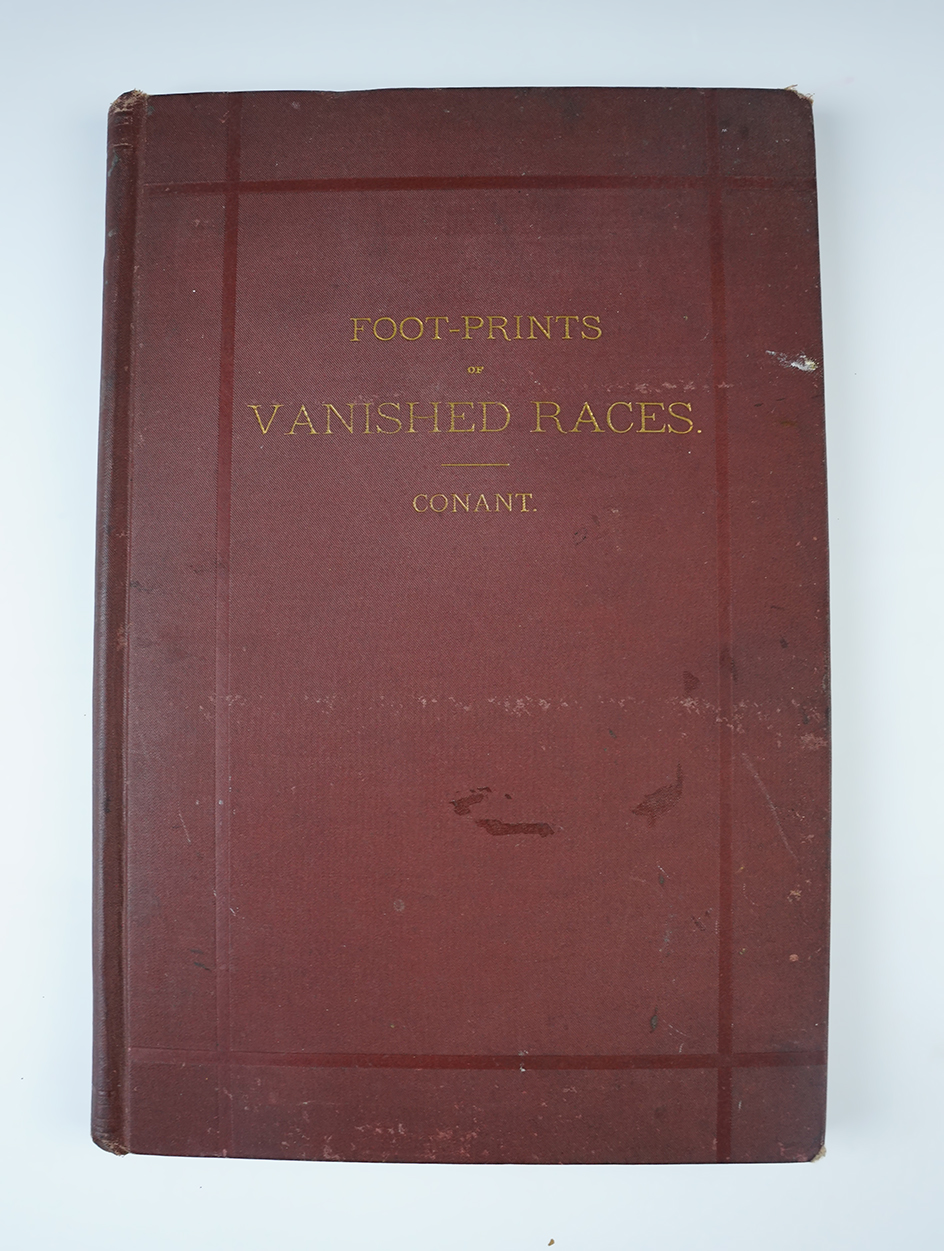 FOOT-PRINTS
OF
VANISHED RACES.
CONANT.